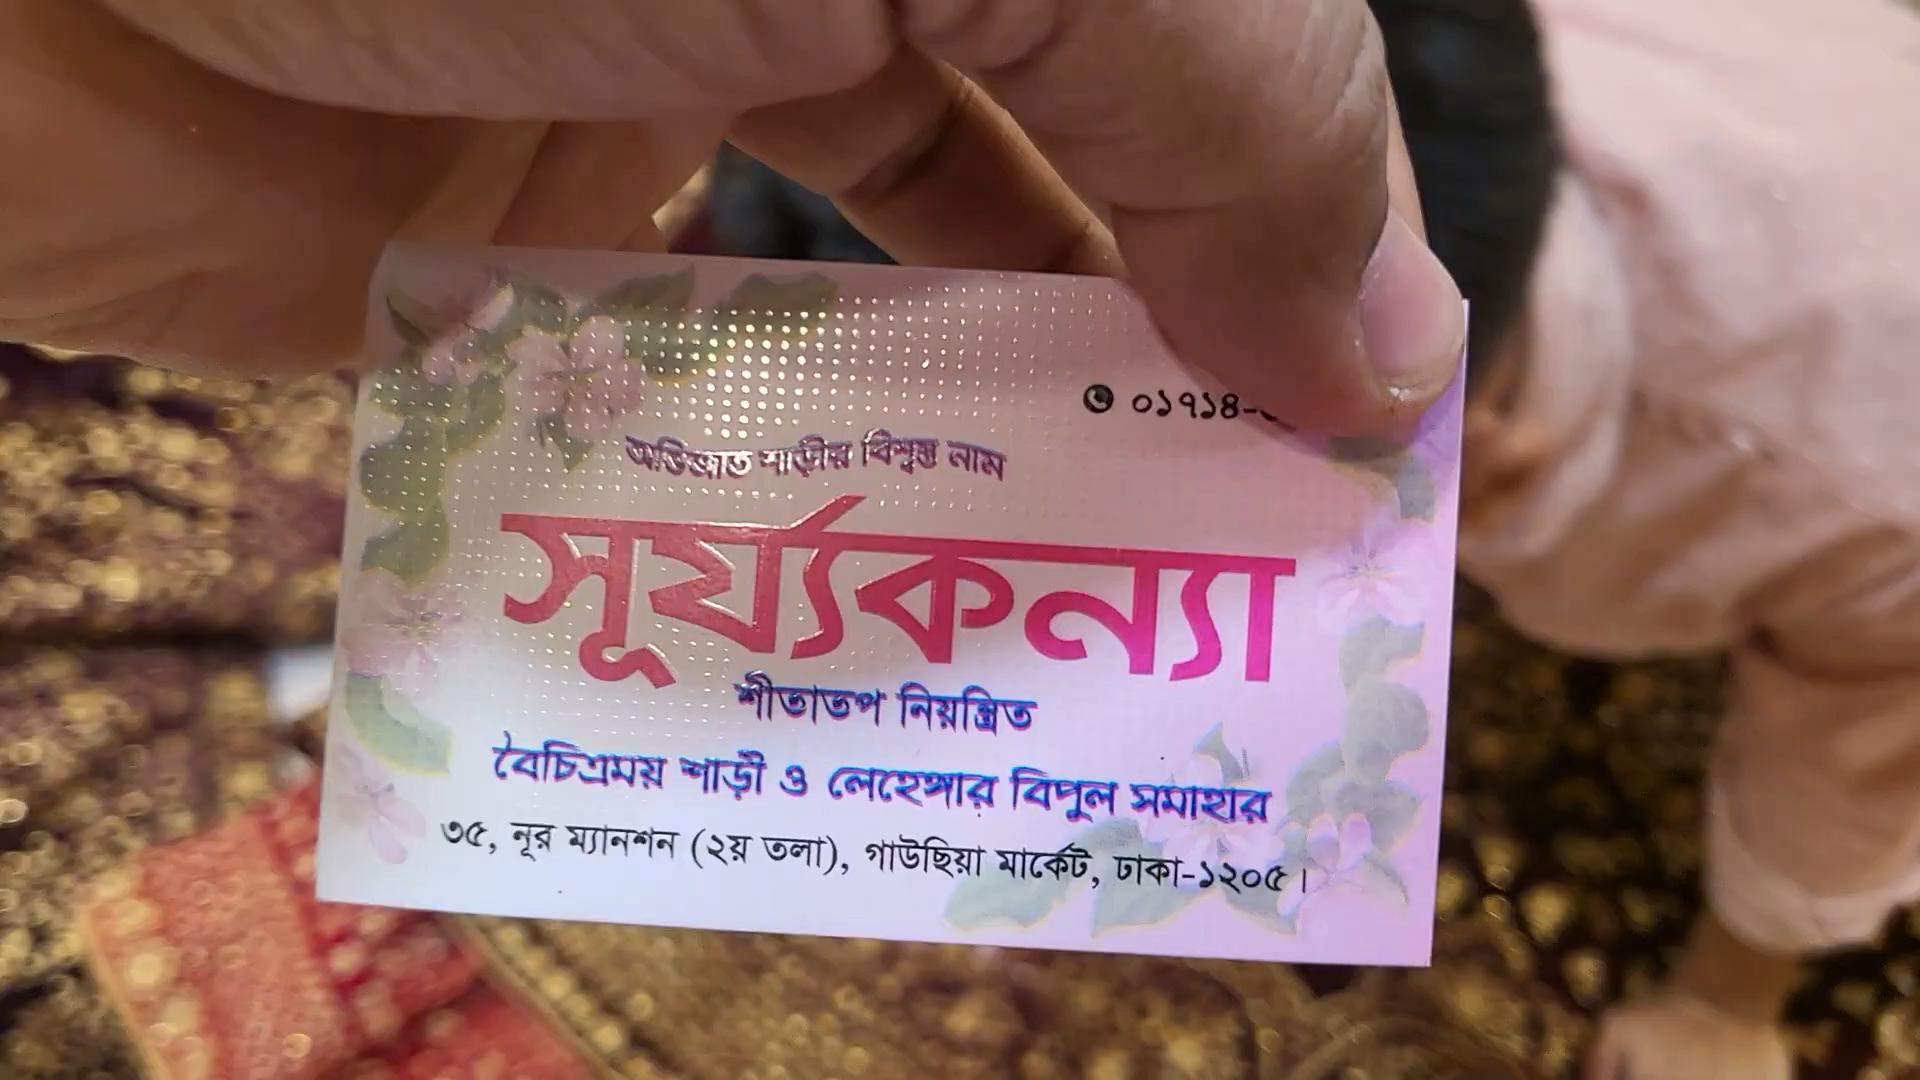 ০১৭১৪-
অভিজাত শাড়ীর বিশ্বস্ত নাম
সূর্য্যকন্যা
শীতাতপ নিয়ন্ত্রিত
বৈচিত্রময় শাড়ী ও লেহেঙ্গার বিপুল সমাহার
৩৫, নূর ম্যানশন (২য় তলা), গাউছিয়া মার্কেট, ঢাকা-১২০৫।